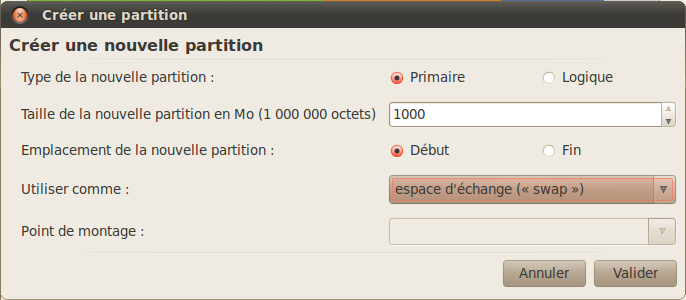 Créer une partition
Créer une nouvelle partition
Type de la nouvelle partition : Primaire Logique
Taille de la nouvelle partition en Mo (1 000 000 octets) 1000
Emplacement de la nouvelle partition : Début Fin
Utiliser comme : espace d'échange (« swap »)
Point de montage :
Annuler Valider